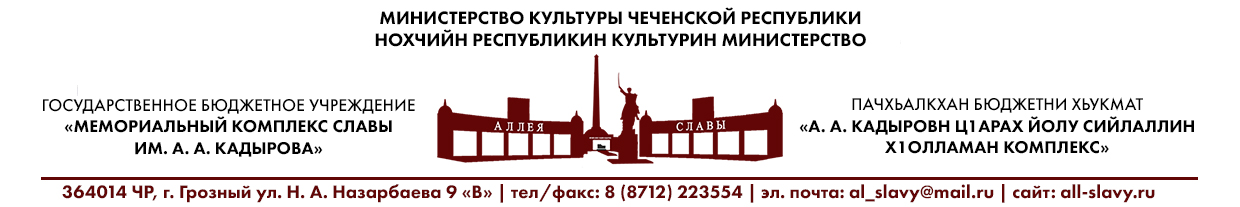 МИНИСТЕРСТВО КУЛЬТУРЫ ЧЕЧЕНСКОЙ РЕСПУБЛИКИ
НОХЧИЙН РЕСПУБЛИКИН КУЛЬТУРИН МИНИСТЕРСТВО
ГОСУДАРСТВЕННОЕ БЮДЖЕТНОЕ УЧРЕЖДЕНИЕ
«МЕМОРИАЛЬНЫЙ КОМПЛЕКС СЛАВЫ
ИМ. А. А. КАДЫРОВА»
АЛЛЕЯ СЛАВЫ
ПАЧХЬАЛКХАН БЮДЖЕТНИ ХЬУКМАТ
«А. А. КАДЫРОВН Ц1АРАХ ЙОЛУ СИЙЛАЛЛИН
Х1ОЛЛАМАН КОМПЛЕКС»
364014 ЧР, г. Грозный ул. Н. А. Назарбаева 9 «В» | тел/факс: 8 (8712) 223554 | эл. почта: al_slavy@mail.ru | сайт: all-slavy.ru